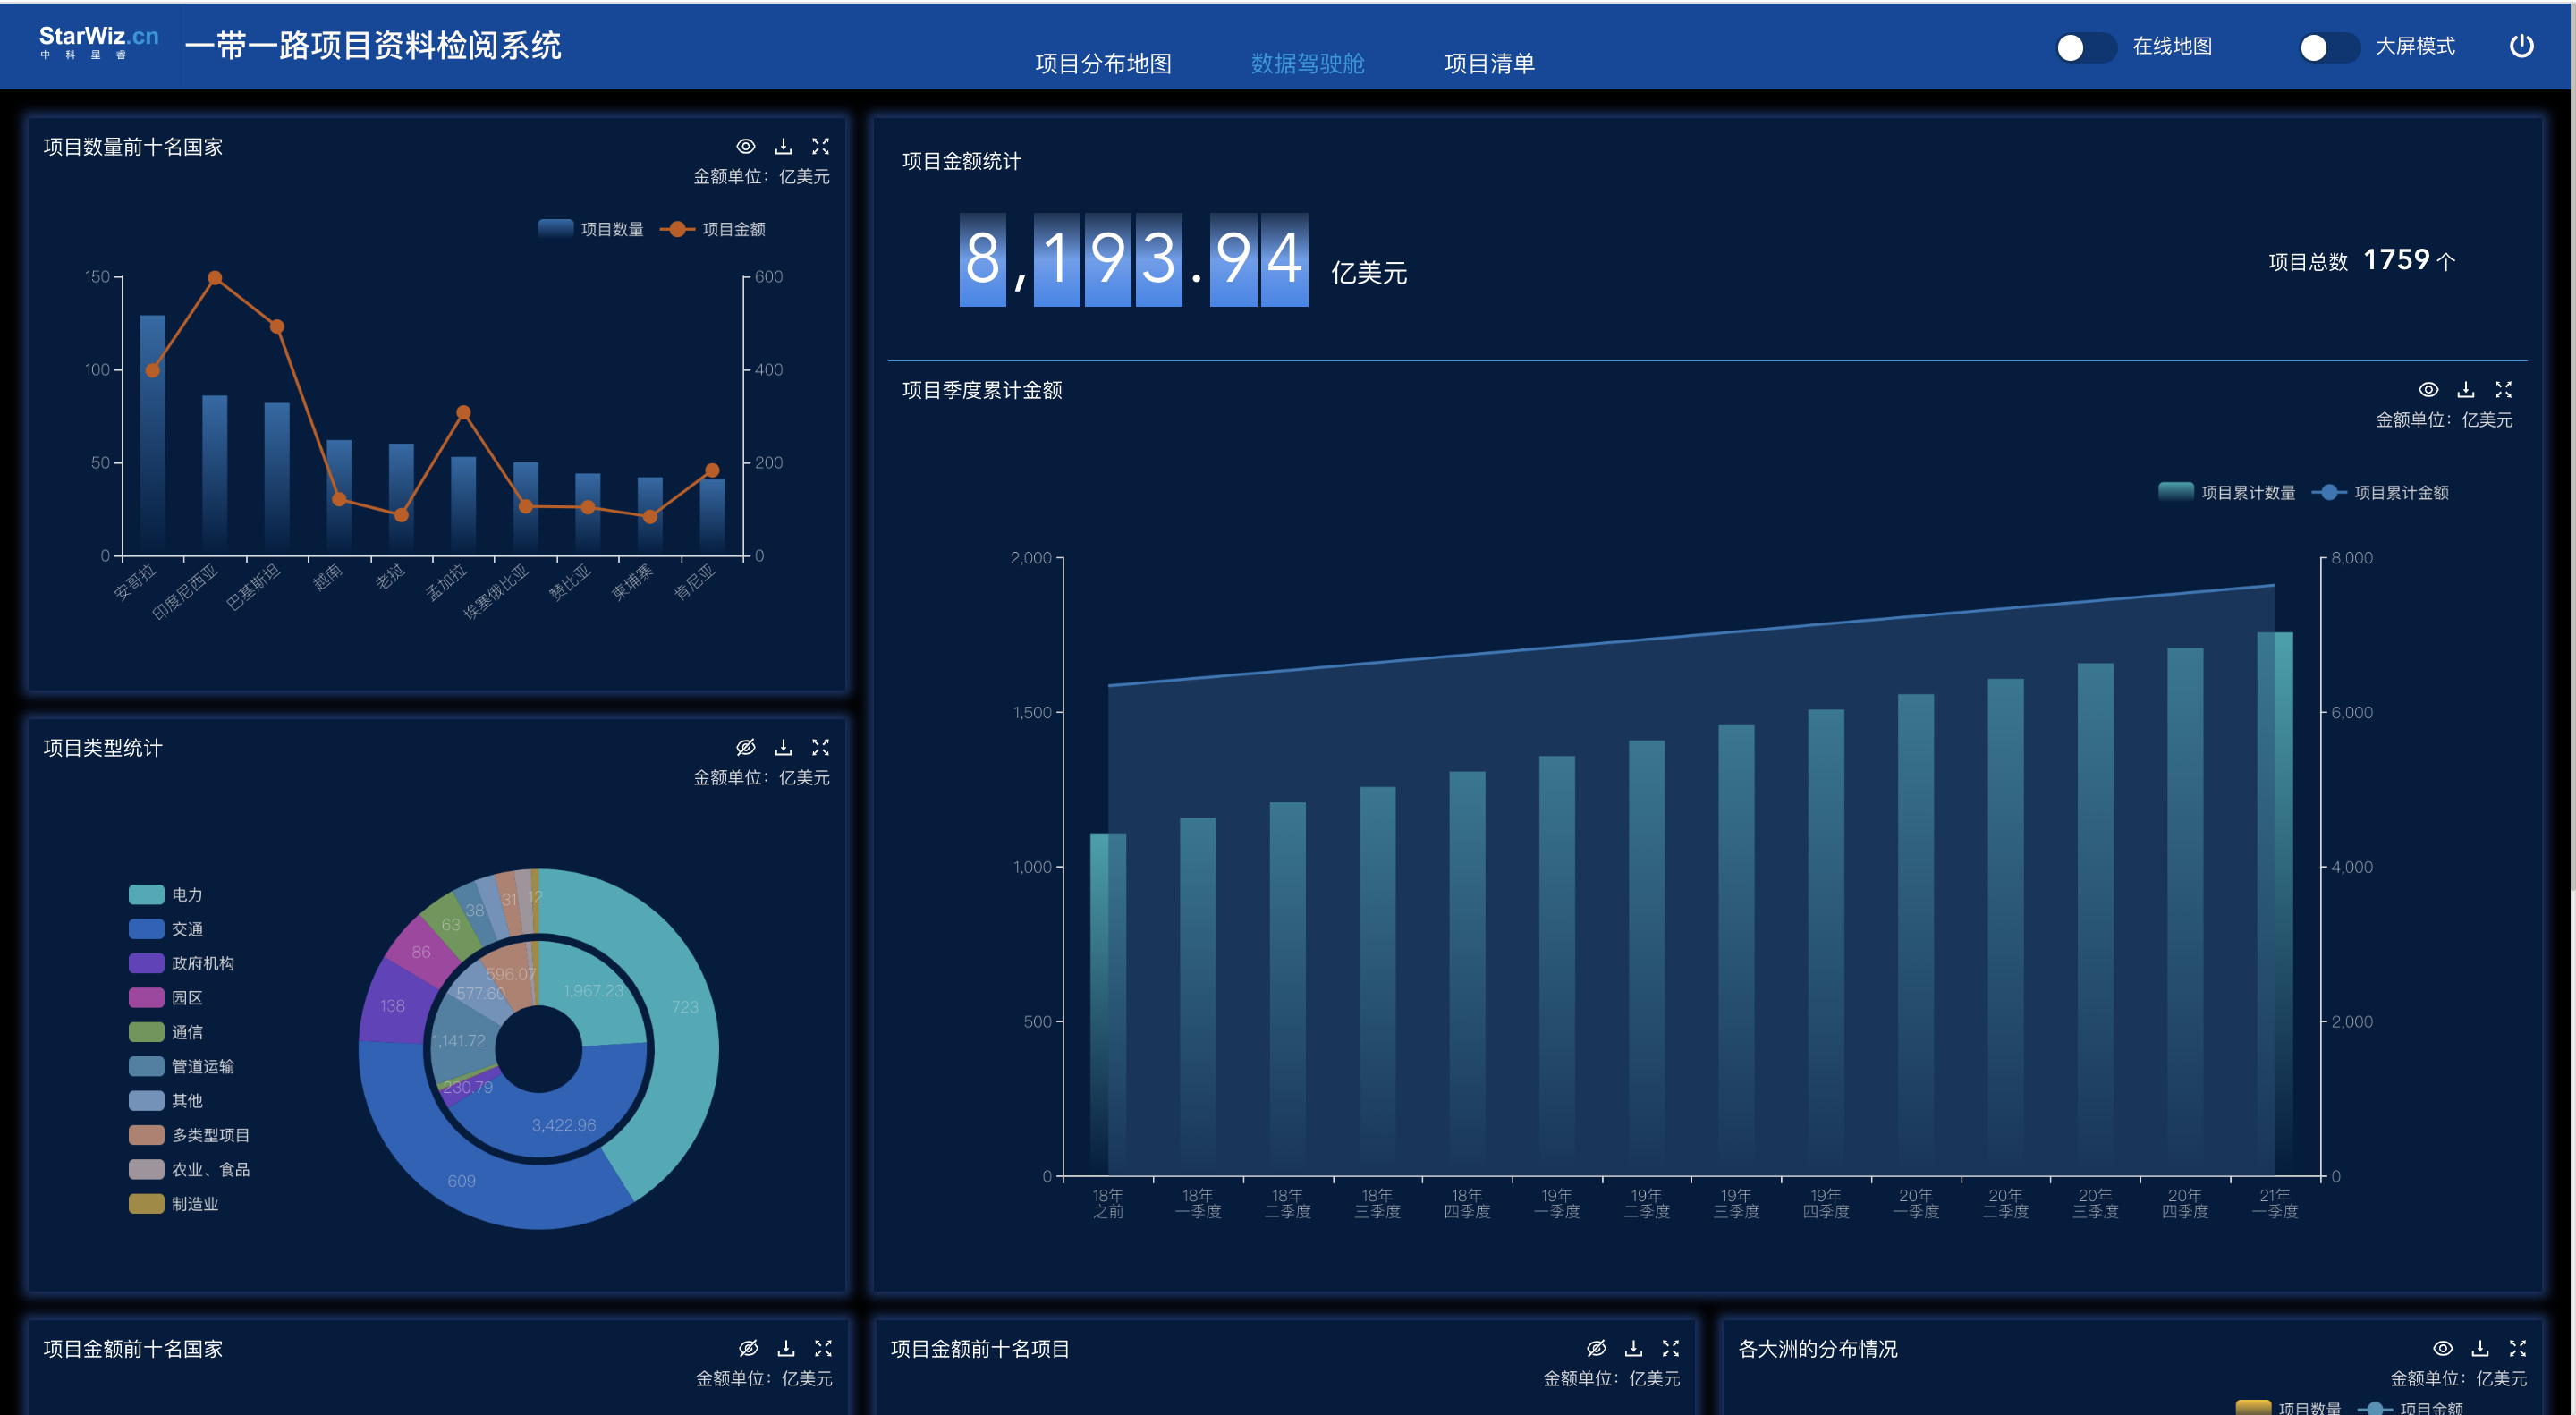 StarWiz.cn
中科星睿
一带一路项目资料检阅系统
项目分布地图
数据驾驶舱
项目清单
在线地图
大屏模式
项目数量前十名国家
金额单位：亿美元
项目数量
项目金额
150
100
50
0
600
400
200
0
安哥拉
印度尼西亚
巴基斯坦
越南
老挝
孟加拉
埃塞俄比亚
赞比亚
柬埔寨
肯尼亚
项目金额统计
8,193.94 亿美元
项目总数 1759 个
项目季度累计金额
金额单位：亿美元
项目累计数量
项目累计金额
2,000
1,500
1,000
500
0
8,000
6,000
4,000
2,000
0
18年
之前
18年
一季度
18年
二季度
18年
三季度
18年
四季度
19年
一季度
19年
二季度
19年
三季度
19年
四季度
20年
一季度
20年
二季度
20年
三季度
20年
四季度
21年
一季度
项目类型统计
金额单位：亿美元
电力
交通
政府机构
园区
通信
管道运输
其他
多类型项目
农业、食品
制造业
723
609
138
86
63
38
31
12
1,967.23
3,422.96
230.79
1,141.72
577.60
596.07
项目金额前十名国家
金额单位：亿美元
项目金额前十名项目
金额单位：亿美元
各大洲的分布情况
金额单位：亿美元
项目数量
项目金额